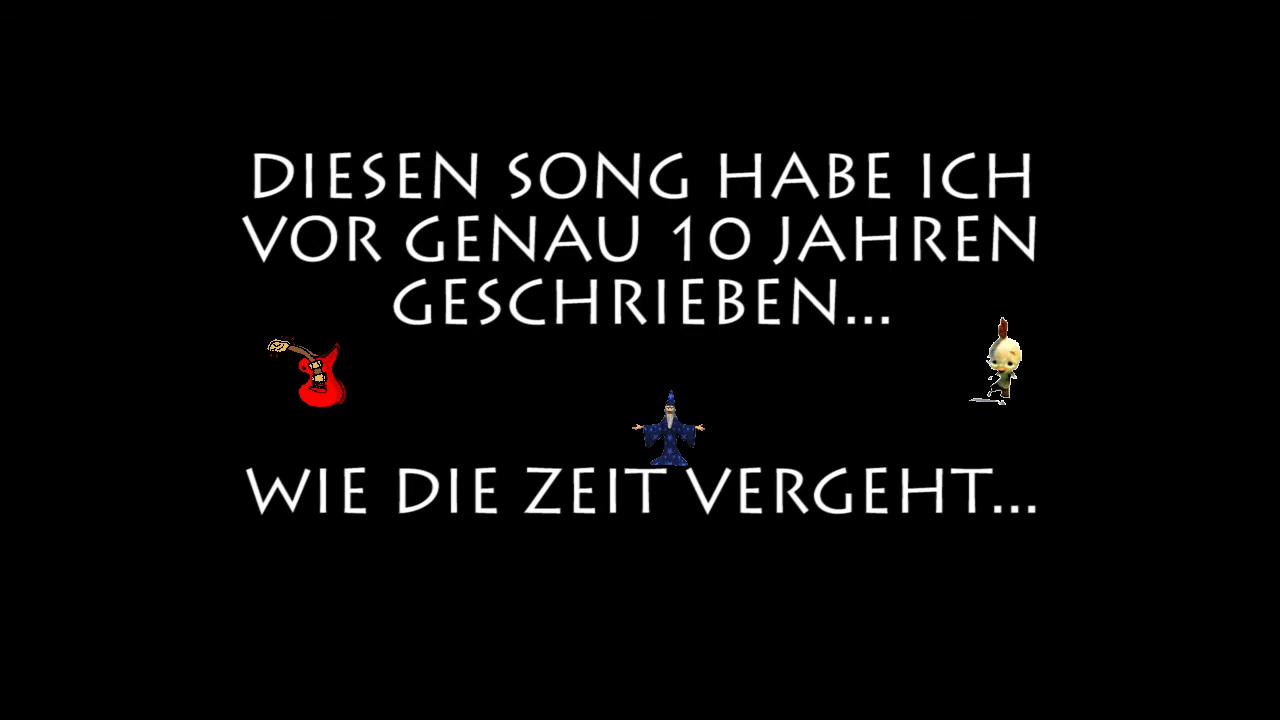 DIESEN SONG HABE ICH
VOR GENAU 10 JAHREN
GESCHRIEBEN...
WIE DIE ZEIT VERGEHT...